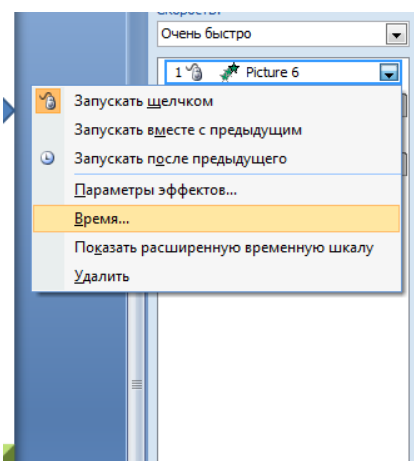 Скорость:
Очень быстро
1 Picture 6
Запускать щелчком
Запускать вместе с предыдущим
Запускать после предыдущего
Параметры эффектов...
Время...
Показать расширенную временную шкалу
Удалить